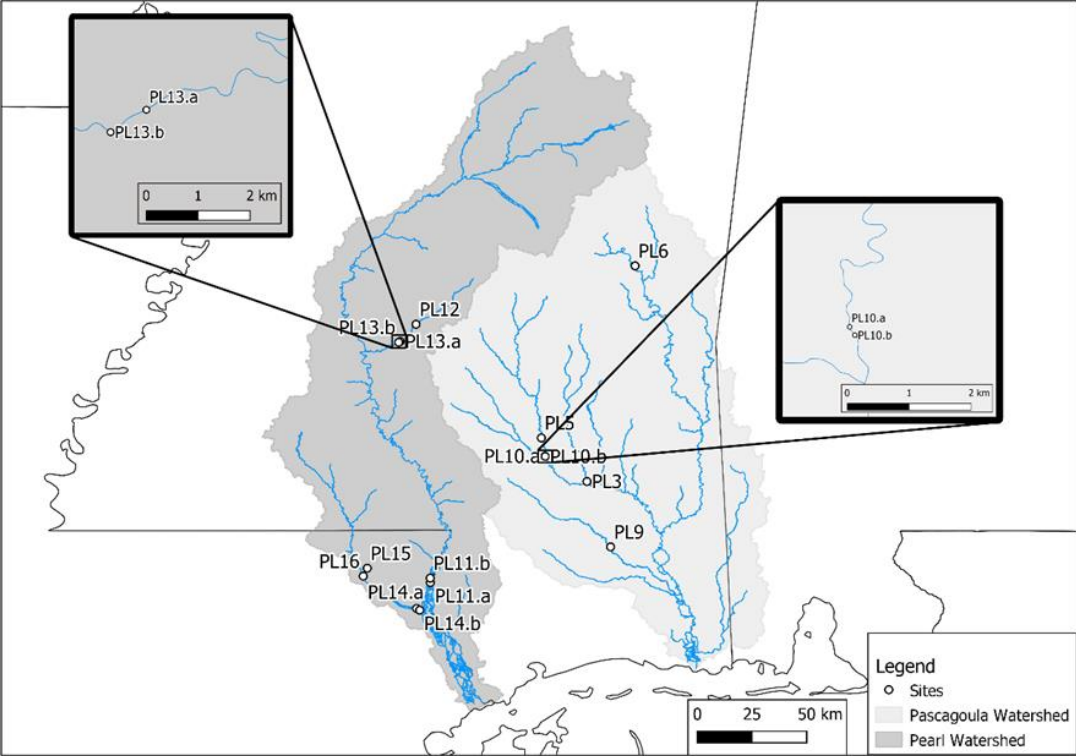 PL13.a
PL13.b
0 1 2 km
PL6
PL12
PL13.b
PL13.a
PL10.a
PL10.b
0 1 2 km
PL5
PL10.a
PL10.b
PL3
PL9
PL15
PL16
PL11.b
PL14.a
PL11.a
PL14.b
Legend
Sites
Pascagoula Watershed
Pearl Watershed
0 25 50 km